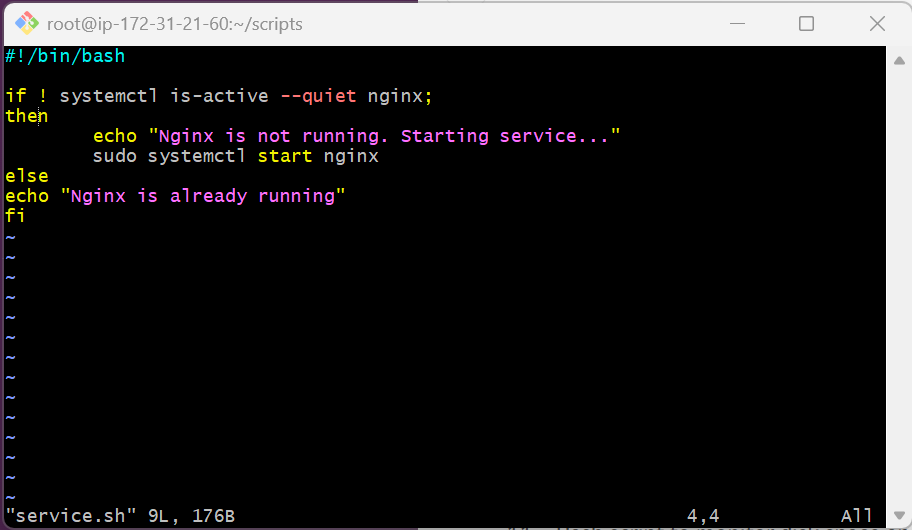 root@ip-172-31-21-60:~/scripts
#!/bin/bash
if ! systemctl is-active --quiet nginx;
then
echo "Nginx is not running. Starting service..."
sudo systemctl start nginx
else
echo "Nginx is already running"
fi
~
~
~
~
~
~
~
~
~
~
~
~
~
~
"service.sh" 9L, 176B 4,4 All